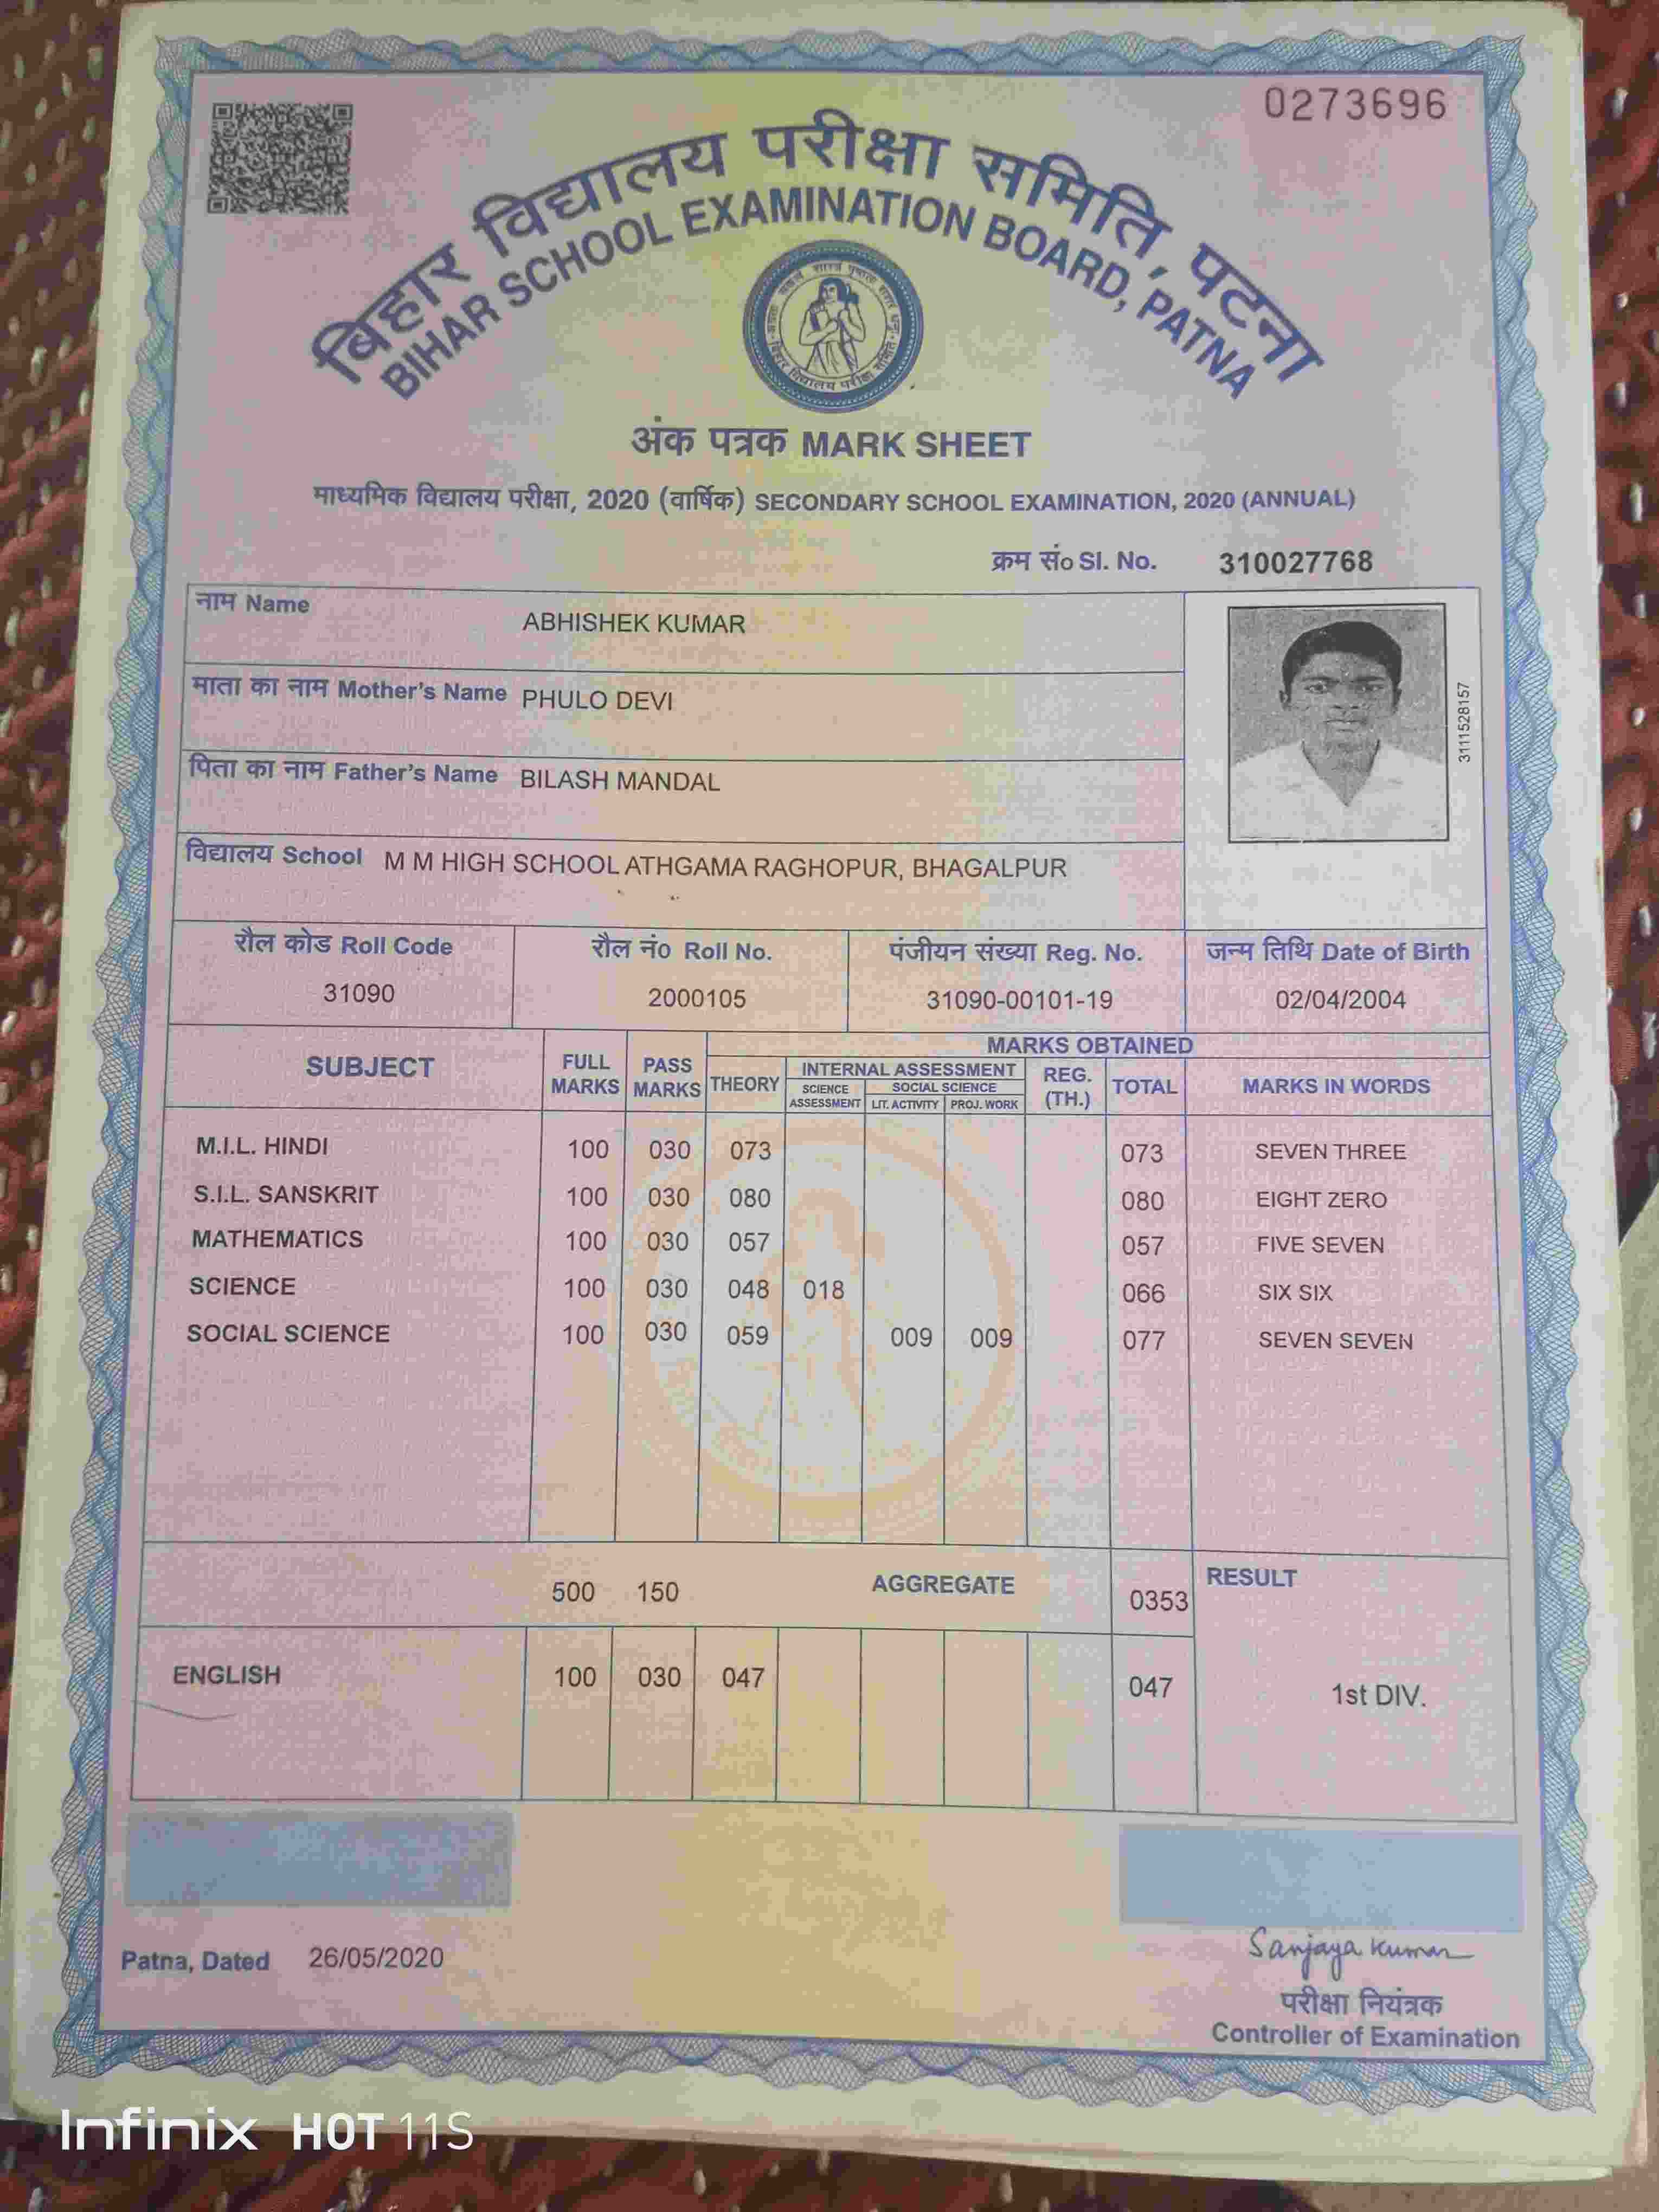 0273696
बिहार विद्यालय परीक्षा समिति, पटना
BIHAR SCHOOL EXAMINATION BOARD, PATNA
अंक पत्रक MARK SHEET
माध्यमिक विद्यालय परीक्षा, 2020 (वार्षिक) SECONDARY SCHOOL EXAMINATION, 2020 (ANNUAL)
क्रम सं० Sl. No. 310027768
नाम Name ABHISHEK KUMAR
माता का नाम Mother's Name PHULO DEVI
3111528157
पिता का नाम Father's Name BILASH MANDAL
विद्यालय School M M HIGH SCHOOL ATHGAMA RAGHOPUR, BHAGALPUR
रौल कोड Roll Code रौल नं० Roll No. पंजीयन संख्या Reg. No. जन्म तिथि Date of Birth
31090 2000105 31090-00101-19 02/04/2004
SUBJECT FULL MARKS PASS MARKS MARKS OBTAINED
THEORY INTERNAL ASSESSMENT REG. (TH.) TOTAL MARKS IN WORDS
SCIENCE ASSESSMENT SOCIAL SCIENCE
LIT. ACTIVITY PROJ. WORK
M.I.L. HINDI 100 030 073 073 SEVEN THREE
S.I.L. SANSKRIT 100 030 080 080 EIGHT ZERO
MATHEMATICS 100 030 057 057 FIVE SEVEN
SCIENCE 100 030 048 018 066 SIX SIX
SOCIAL SCIENCE 100 030 059 009 009 077 SEVEN SEVEN
500 150 AGGREGATE 0353 RESULT
ENGLISH 100 030 047 047 1st DIV.
Patna, Dated 26/05/2020
Sanjaya Kumar
परीक्षा नियंत्रक
Controller of Examination
Infinix HOT 11S